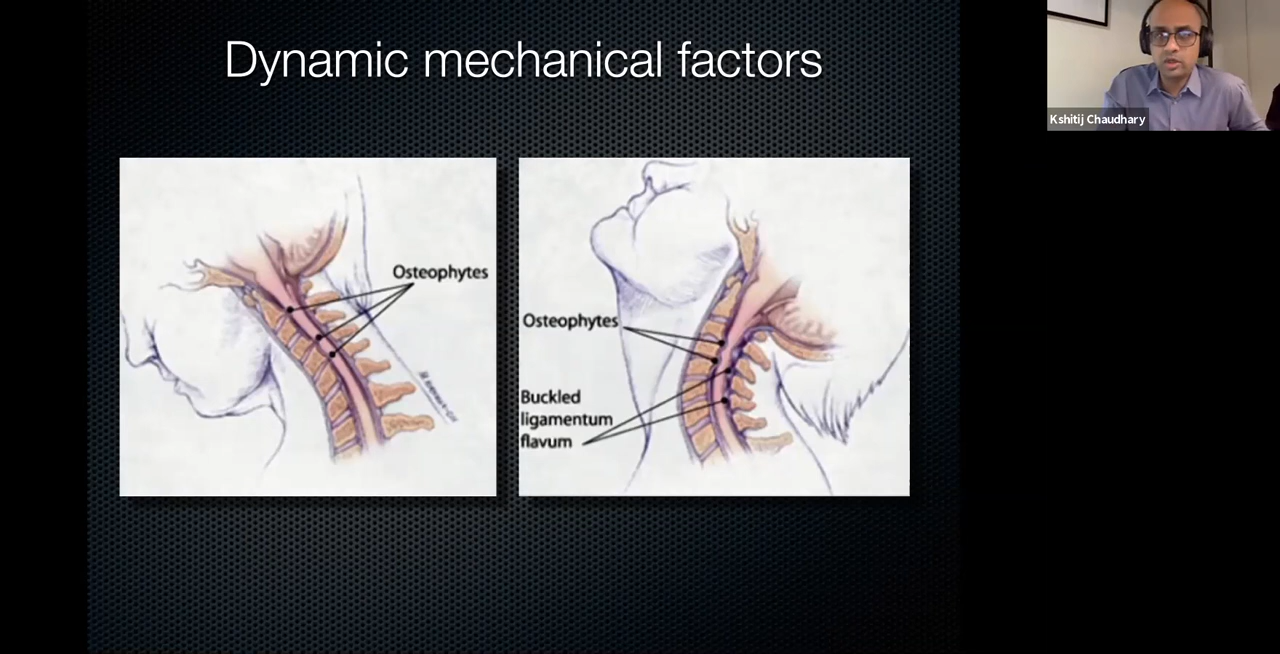 Dynamic mechanical factors
Kshitij Chaudhary
Osteophytes
Osteophytes
Buckled
ligamentum
flavum